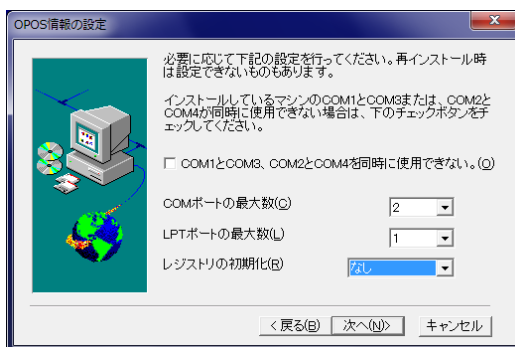 OPOS情報の設定
必要に応じて下記の設定を行ってください。再インストール時
は設定できないものもあります。
インストールしているマシンのCOM1とCOM3または、COM2と
COM4が同時に使用できない場合は、下のチェックボタンをチ
ェックしてください。
COM1とCOM3、COM2とCOM4を同時に使用できない。(O)
COMポートの最大数(C)
2
LPTポートの最大数(L)
1
レジストリの初期化(R)
なし
< 戻る(B)
次へ(N)>
キャンセル